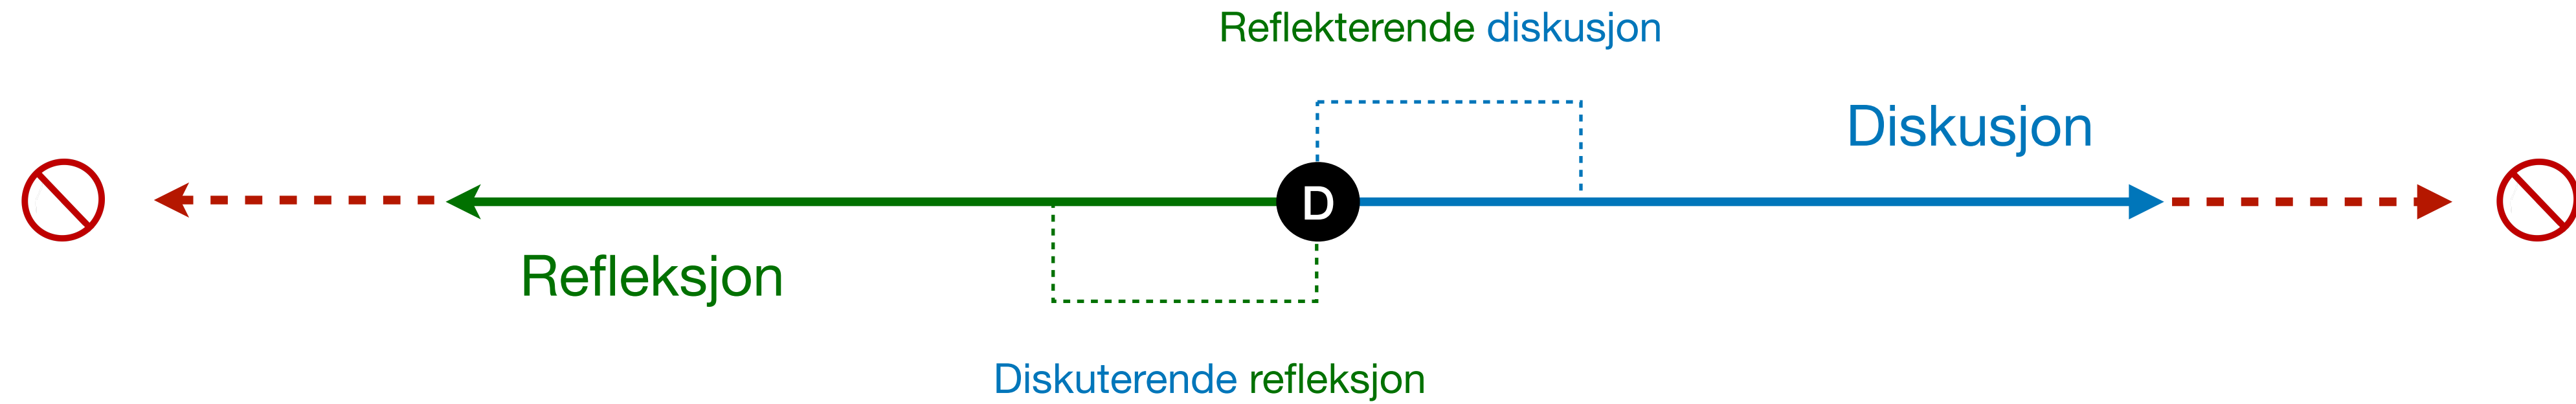 Reflekterende diskusjon
Diskusjon
D
Refleksjon
Diskuterende refleksjon